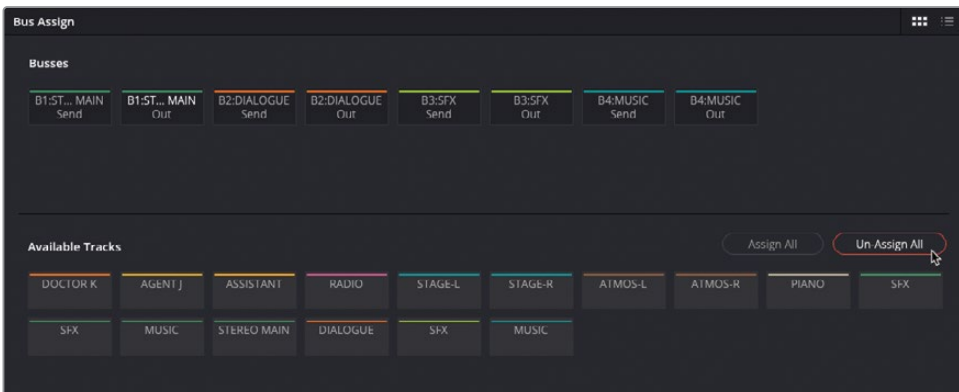 Bus Assign
Busses
B1:ST... MAIN B1:ST... MAIN B2:DIALOGUE B2:DIALOGUE B3:SFX B3:SFX B4:MUSIC B4:MUSIC
Send Out Send Out Send Out Send Out
Available Tracks Assign All Un-Assign All
DOCTOR K AGENT J ASSISTANT RADIO STAGE-L STAGE-R ATMOS-L ATMOS-R PIANO SFX
SFX MUSIC STEREO MAIN DIALOGUE SFX MUSIC